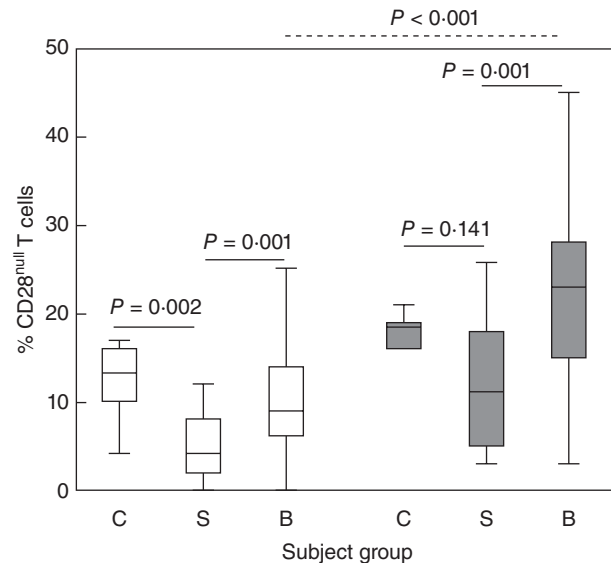 P < 0·001
50
P = 0·001
40
30
P = 0·141
P = 0·001
20
P = 0·002
10
0
% CD28null T cells
C S B C S B
Subject group